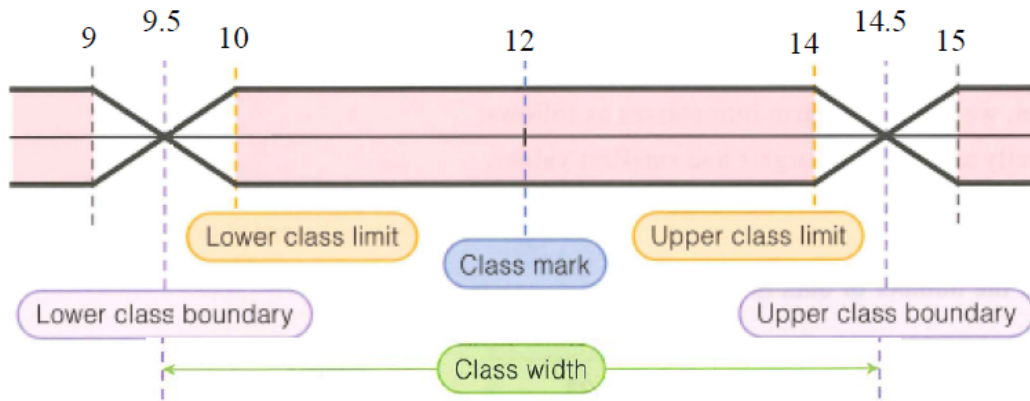 9 9.5 10 12 14 14.5 15
Lower class limit Upper class limit
Class mark
Lower class boundary Upper class boundary
Class width